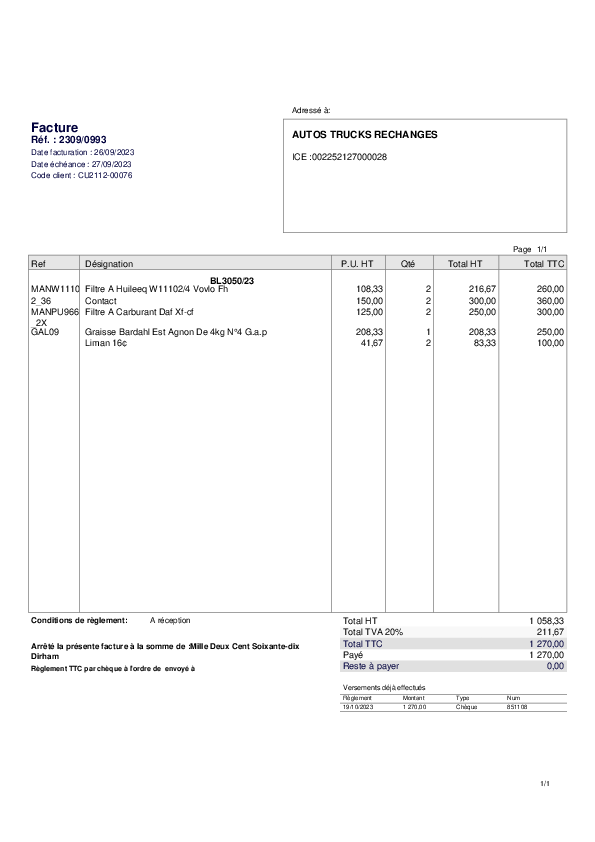 Adressé à:
Facture
Réf. : 2309/0993
Date facturation : 26/09/2023
Date échéance : 27/09/2023
Code client : CU2112-00076
AUTOS TRUCKS RECHANGES
ICE :002252127000028
Page 1/1
Ref Désignation P.U. HT Qté Total HT Total TTC
BL3050/23
MANW1110 Filtre A Huileeq W11102/4 Vovlo Fh 108,33 2 216,67 260,00
2_36 Contact 150,00 2 300,00 360,00
MANPU966 Filtre A Carburant Daf Xf-cf 125,00 2 250,00 300,00
_2X
GAL09 Graisse Bardahl Est Agnon De 4kg N°4 G.a.p 208,33 1 208,33 250,00
Liman 16c 41,67 2 83,33 100,00
Conditions de règlement: A réception
Arrêté la présente facture à la somme de :Mille Deux Cent Soixante-dix
Dirham
Règlement TTC par chèque à l'ordre de envoyé à
Total HT 1 058,33
Total TVA 20% 211,67
Total TTC 1 270,00
Payé 1 270,00
Reste à payer 0,00
Versements déjà effectués
Règlement Montant Type Num
19/10/2023 1 270,00 Chèque 851108
1/1